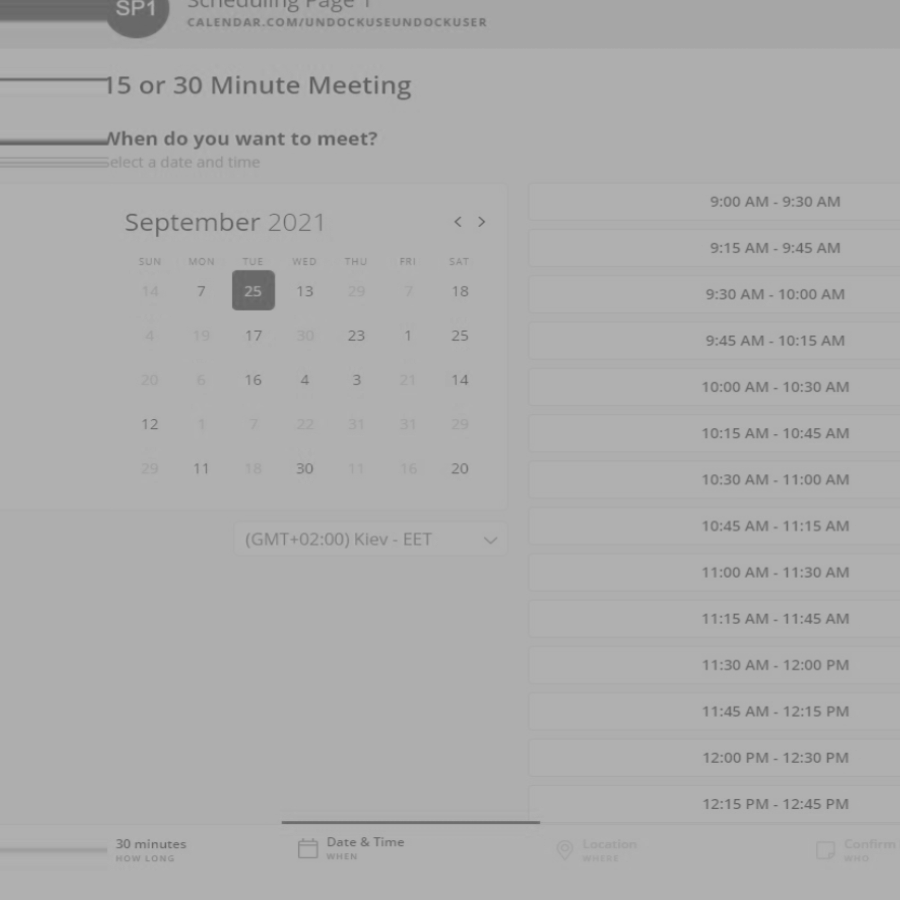 SP1
Scheduling Page 1
CALENDAR.COM/UNDOCKUSEUNDOCKUSER
15 or 30 Minute Meeting
When do you want to meet?
Select a date and time
September 2021 < >
SUN MON TUE WED THU FRI SAT
14 7 25 13 29 7 18
4 19 17 30 23 1 25
20 6 16 4 3 21 14
12 1 7 22 31 31 29
29 11 18 30 11 16 20
(GMT+02:00) Kiev - EET
9:00 AM - 9:30 AM
9:15 AM - 9:45 AM
9:30 AM - 10:00 AM
9:45 AM - 10:15 AM
10:00 AM - 10:30 AM
10:15 AM - 10:45 AM
10:30 AM - 11:00 AM
10:45 AM - 11:15 AM
11:00 AM - 11:30 AM
11:15 AM - 11:45 AM
11:30 AM - 12:00 PM
11:45 AM - 12:15 PM
12:00 PM - 12:30 PM
12:15 PM - 12:45 PM
30 minutes
HOW LONG
Date & Time
WHEN
Location
WHERE
Confirm
WHO